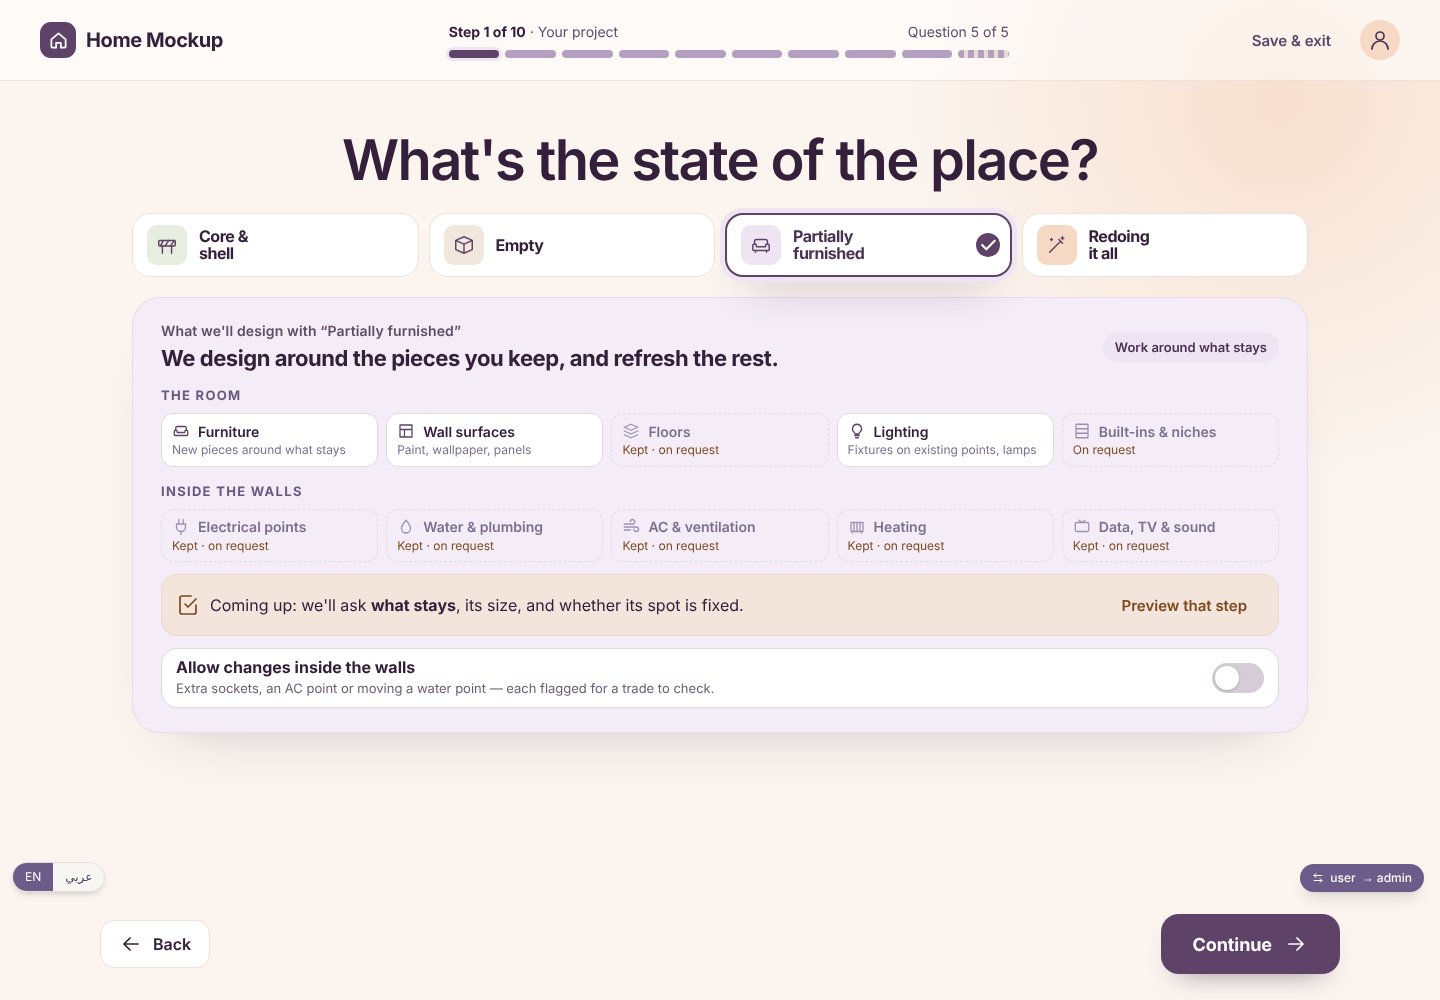 Home Mockup
Step 1 of 10 · Your project
Question 5 of 5
Save & exit
What's the state of the place?
Core &
shell
Empty
Partially
furnished
Redoing
it all
What we'll design with “Partially furnished”
We design around the pieces you keep, and refresh the rest.
Work around what stays
THE ROOM
Furniture
New pieces around what stays
Wall surfaces
Paint, wallpaper, panels
Floors
Kept · on request
Lighting
Fixtures on existing points, lamps
Built-ins & niches
On request
INSIDE THE WALLS
Electrical points
Kept · on request
Water & plumbing
Kept · on request
AC & ventilation
Kept · on request
Heating
Kept · on request
Data, TV & sound
Kept · on request
Coming up: we'll ask what stays, its size, and whether its spot is fixed.
Preview that step
Allow changes inside the walls
Extra sockets, an AC point or moving a water point — each flagged for a trade to check.
EN
عربي
⇆ user → admin
← Back
Continue →